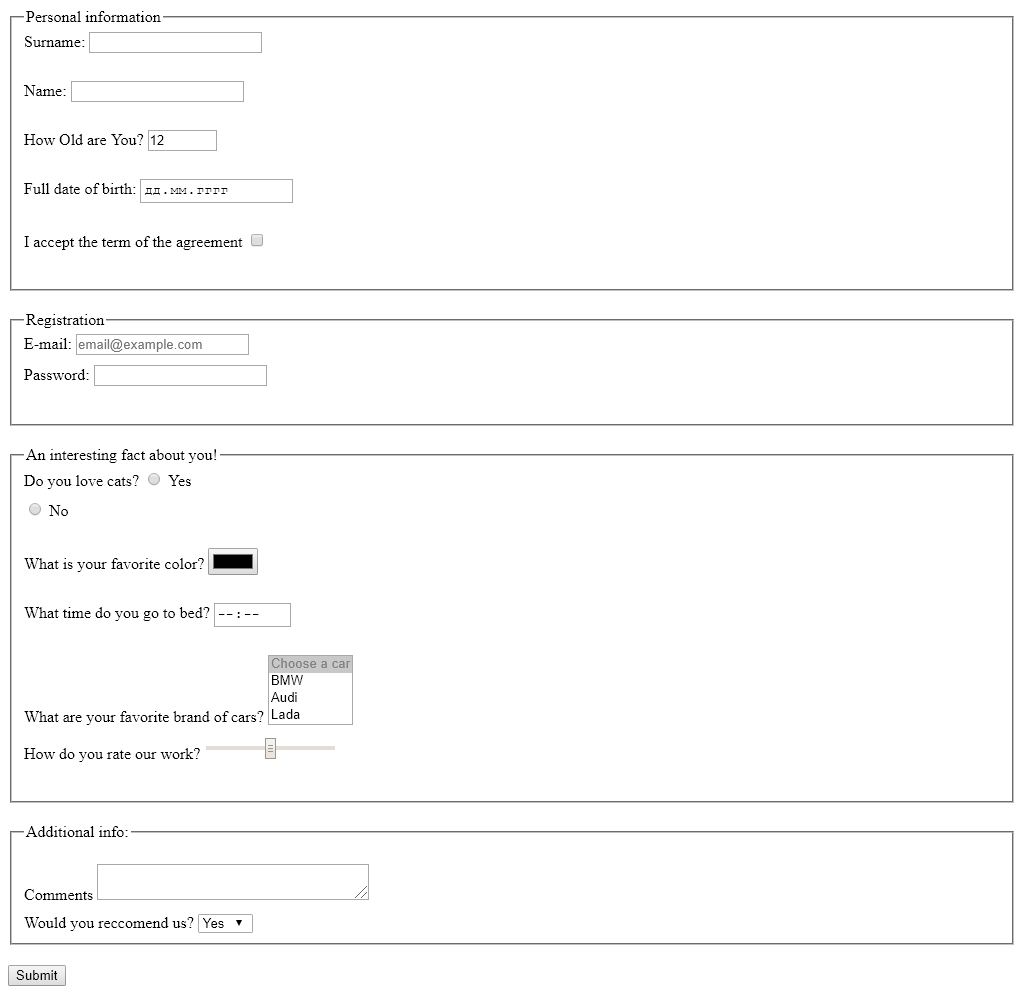 Personal information
Surname:
Name:
How Old are You? 12
Full date of birth: дд.мм.гггг
I accept the term of the agreement
Registration
E-mail: email@example.com
Password:
An interesting fact about you!
Do you love cats? Yes
No
What is your favorite color?
What time do you go to bed? --:--
Choose a car
BMW
Audi
Lada
What are your favorite brand of cars?
How do you rate our work?
Additional info:
Comments
Would you reccomend us? Yes
Submit